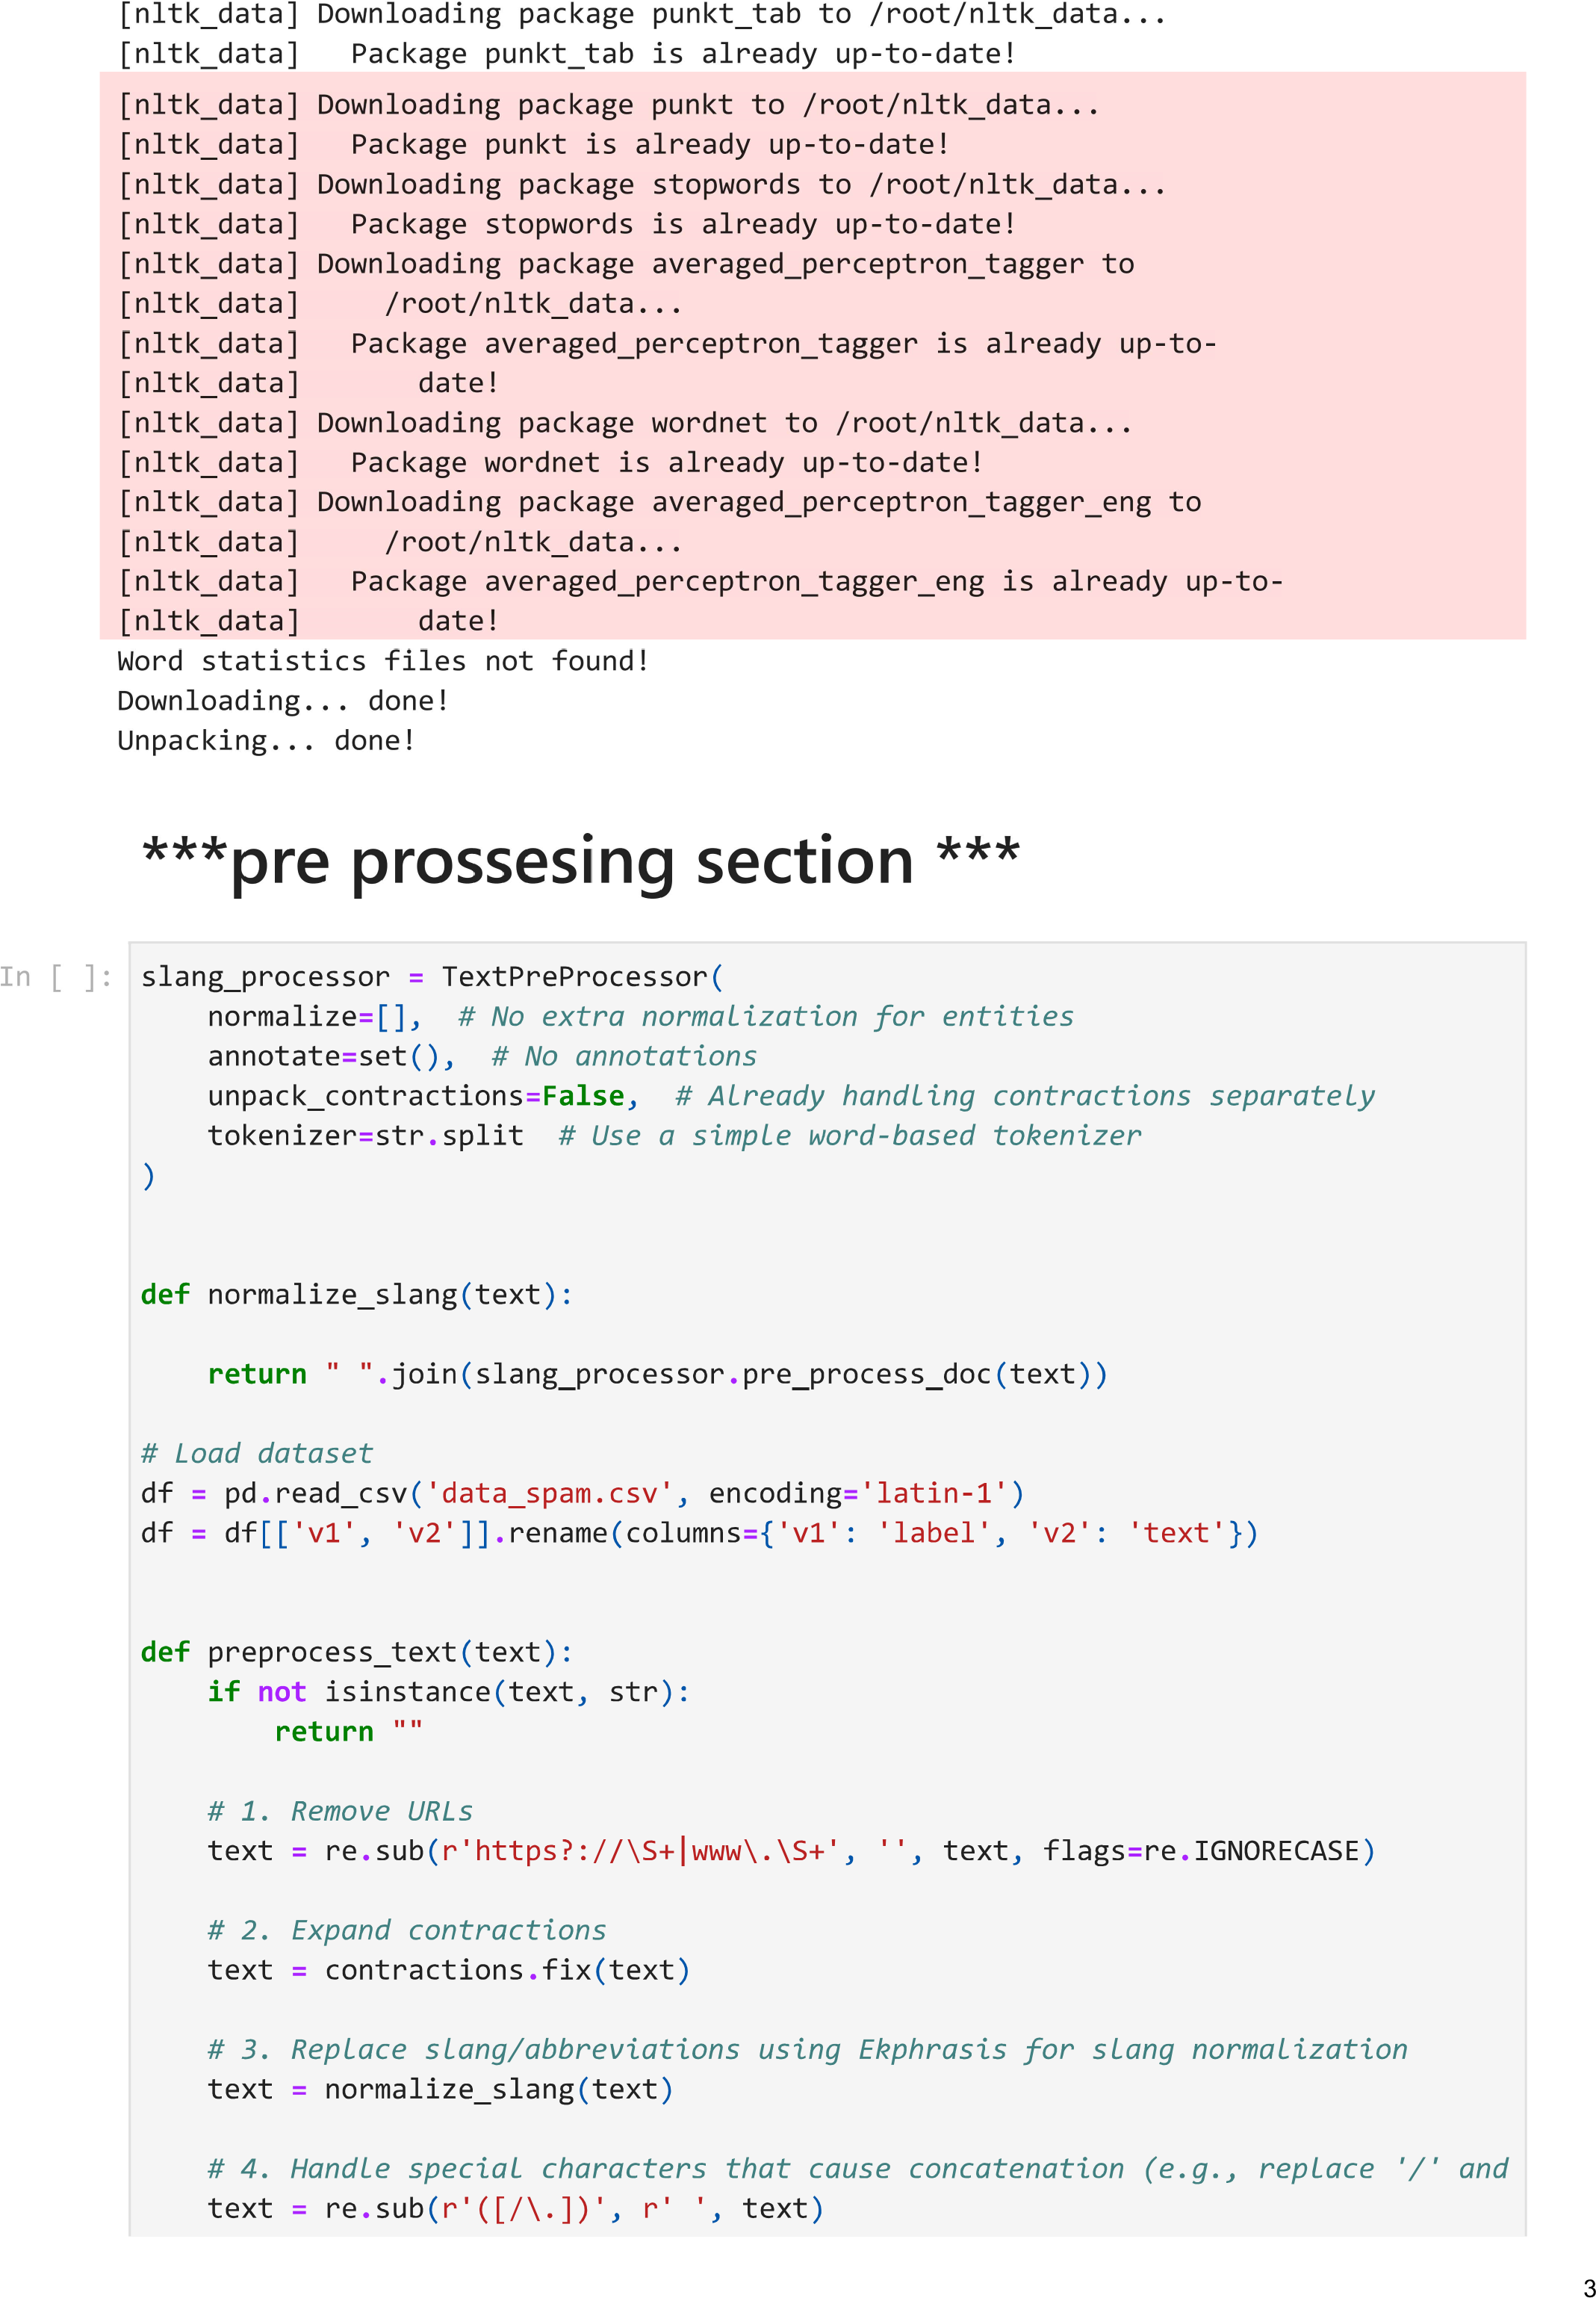 [nltk_data] Downloading package punkt_tab to /root/nltk_data...
[nltk_data]   Package punkt_tab is already up-to-date!
[nltk_data] Downloading package punkt to /root/nltk_data...
[nltk_data]   Package punkt is already up-to-date!
[nltk_data] Downloading package stopwords to /root/nltk_data...
[nltk_data]   Package stopwords is already up-to-date!
[nltk_data] Downloading package averaged_perceptron_tagger to
[nltk_data]     /root/nltk_data...
[nltk_data]   Package averaged_perceptron_tagger is already up-to-
[nltk_data]       date!
[nltk_data] Downloading package wordnet to /root/nltk_data...
[nltk_data]   Package wordnet is already up-to-date!
[nltk_data] Downloading package averaged_perceptron_tagger_eng to
[nltk_data]     /root/nltk_data...
[nltk_data]   Package averaged_perceptron_tagger_eng is already up-to-
[nltk_data]       date!
Word statistics files not found!
Downloading... done!
Unpacking... done!
***pre prossesing section ***
In [ ]: slang_processor = TextPreProcessor(
    normalize=[],  # No extra normalization for entities
    annotate=set(),  # No annotations
    unpack_contractions=False,  # Already handling contractions separately
    tokenizer=str.split  # Use a simple word-based tokenizer
)
def normalize_slang(text):
    return " ".join(slang_processor.pre_process_doc(text))
# Load dataset
df = pd.read_csv('data_spam.csv', encoding='latin-1')
df = df[['v1', 'v2']].rename(columns={'v1': 'label', 'v2': 'text'})
def preprocess_text(text):
    if not isinstance(text, str):
        return ""
    # 1. Remove URLs
    text = re.sub(r'https?://\S+|www\.\S+', '', text, flags=re.IGNORECASE)
    # 2. Expand contractions
    text = contractions.fix(text)
    # 3. Replace slang/abbreviations using Ekphrasis for slang normalization
    text = normalize_slang(text)
    # 4. Handle special characters that cause concatenation (e.g., replace '/' and
    text = re.sub(r'([/\.])', r' ', text)
3